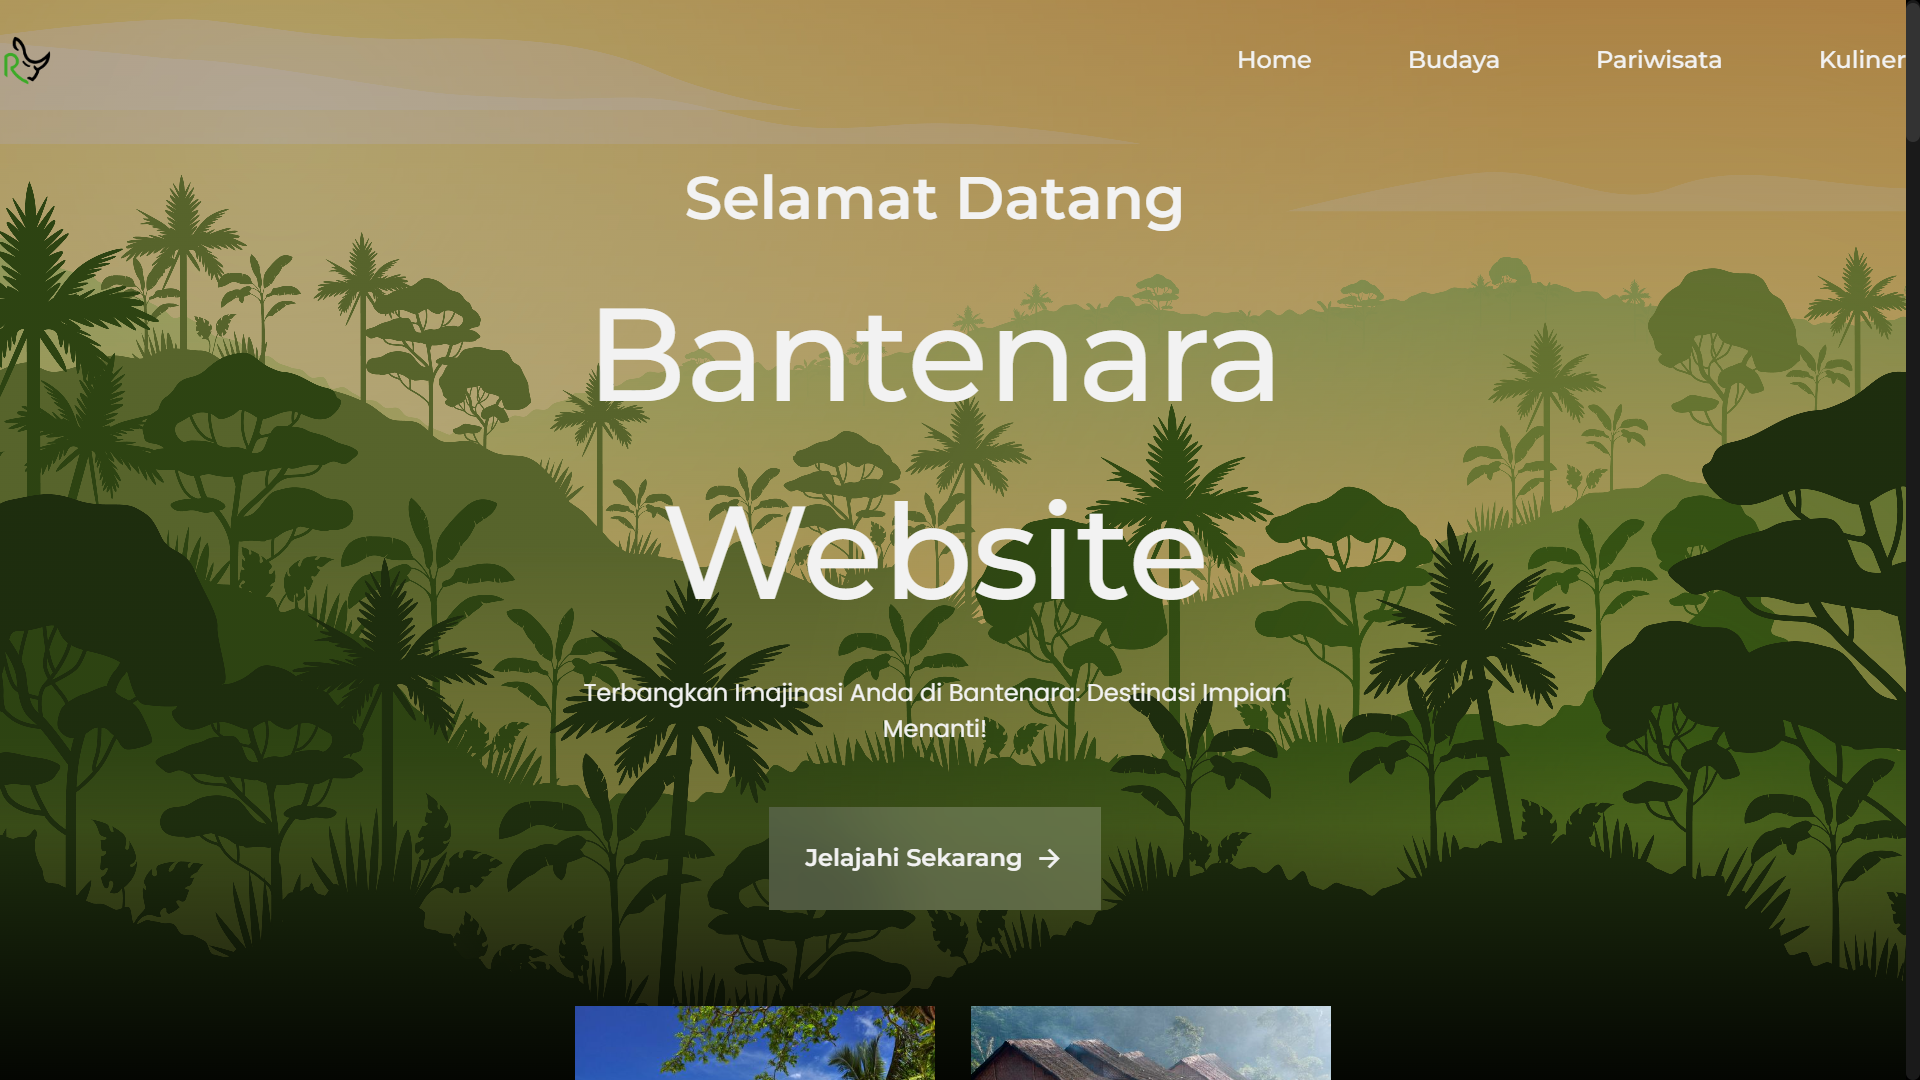 R
Home
Budaya
Pariwisata
Kuliner
Selamat Datang
Bantenara
Website
Terbangkan Imajinasi Anda di Bantenara: Destinasi Impian
Menanti!
Jelajahi Sekarang →